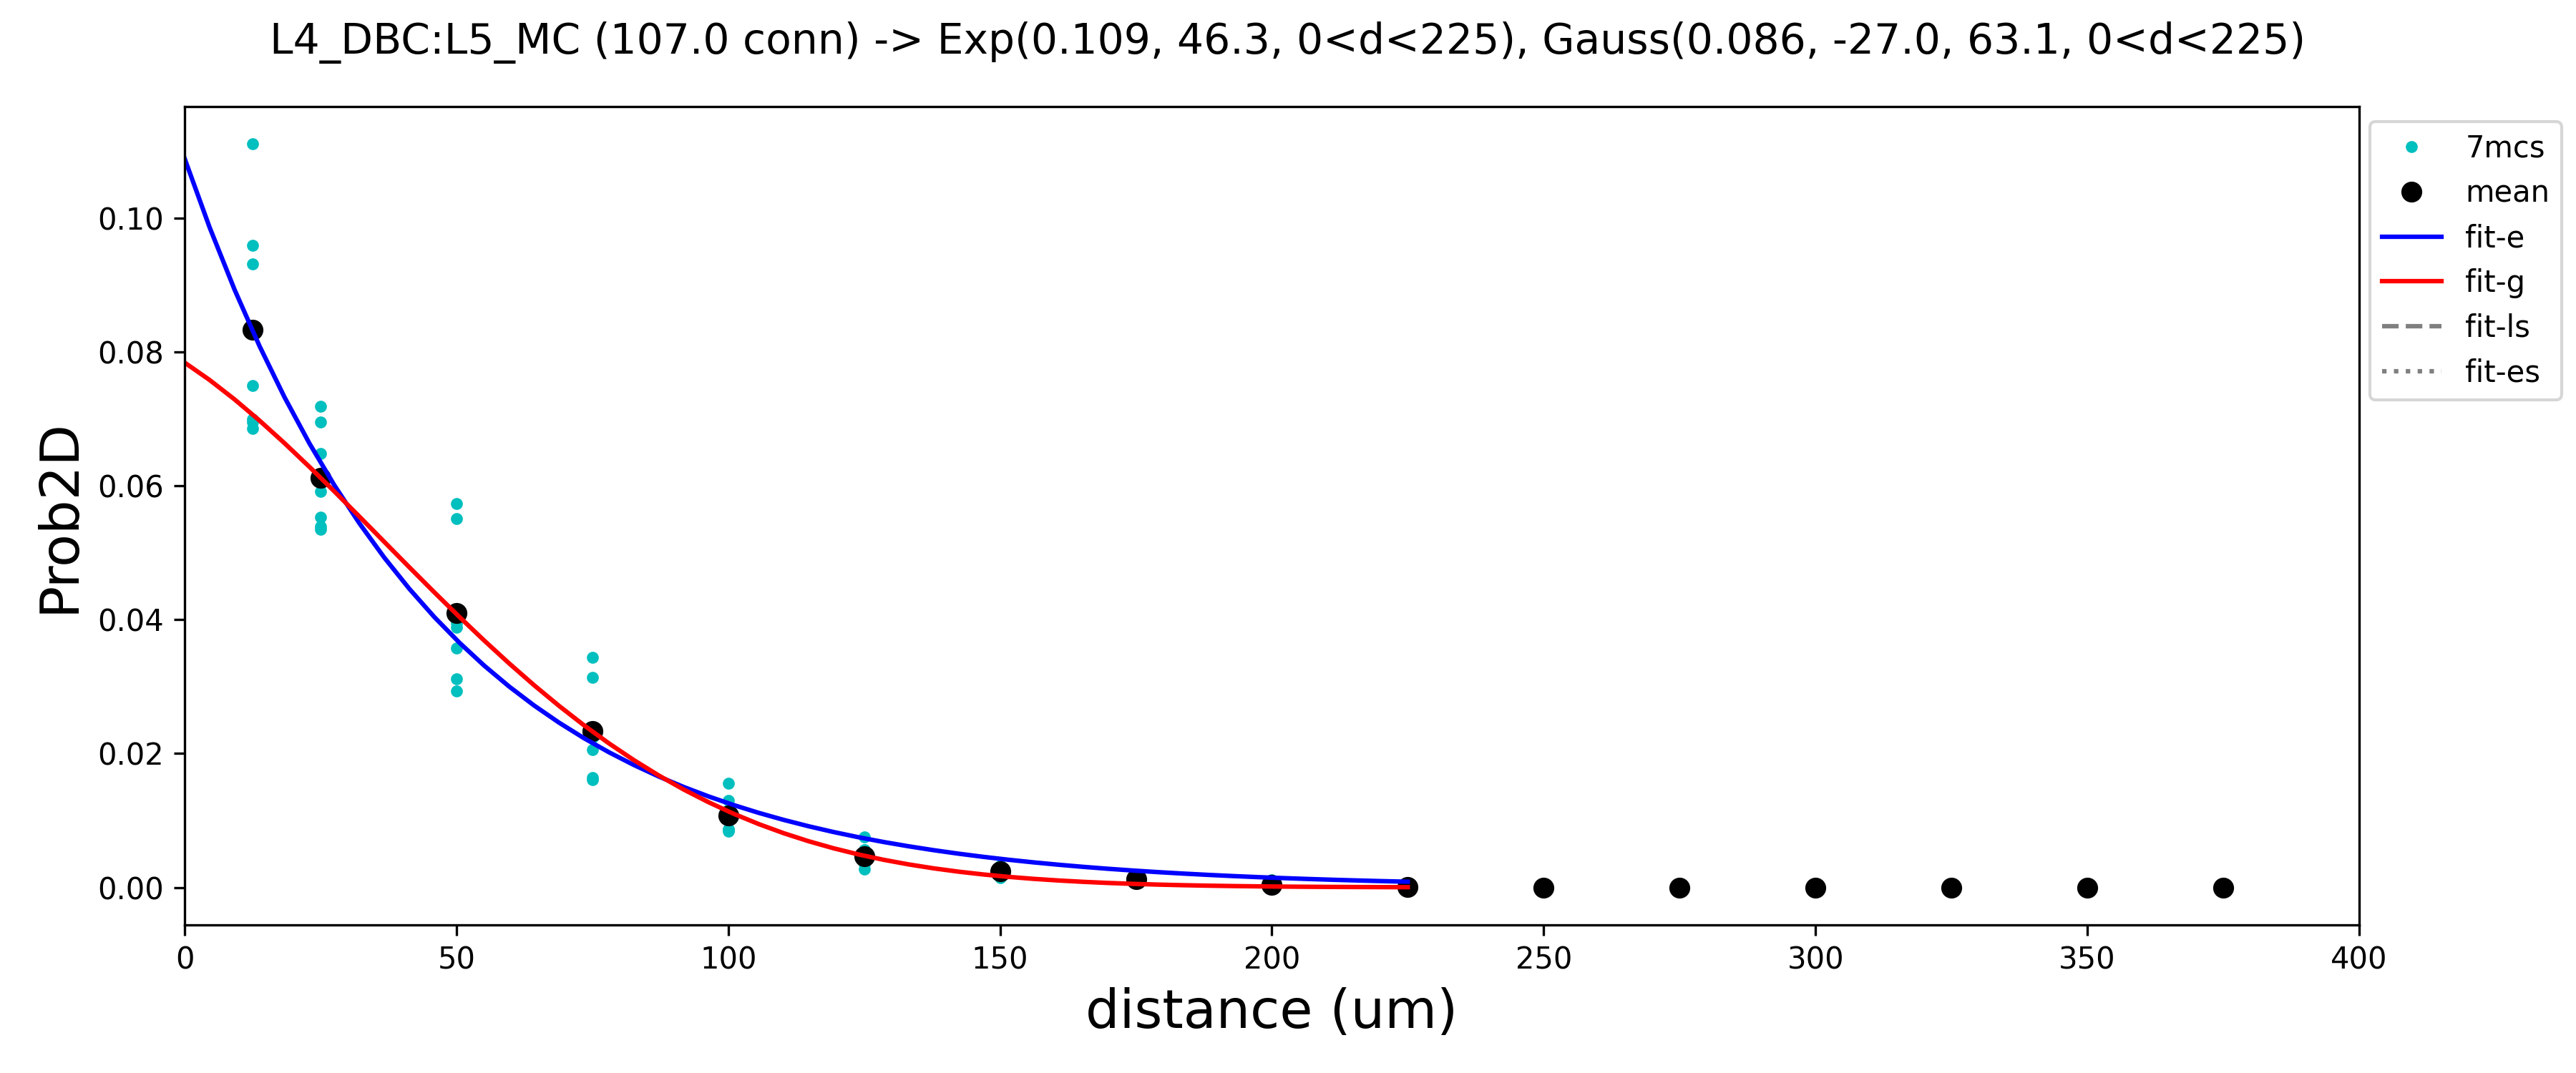 L4_DBC:L5_MC (107.0 conn) -> Exp(0.109, 46.3, 0<d<225), Gauss(0.086, -27.0, 63.1, 0<d<225)
7mcs
mean
fit-e
fit-g
fit-ls
fit-es
Prob2D
0.10
0.08
0.06
0.04
0.02
0.00
0 50 100 150 200 250 300 350 400
distance (um)